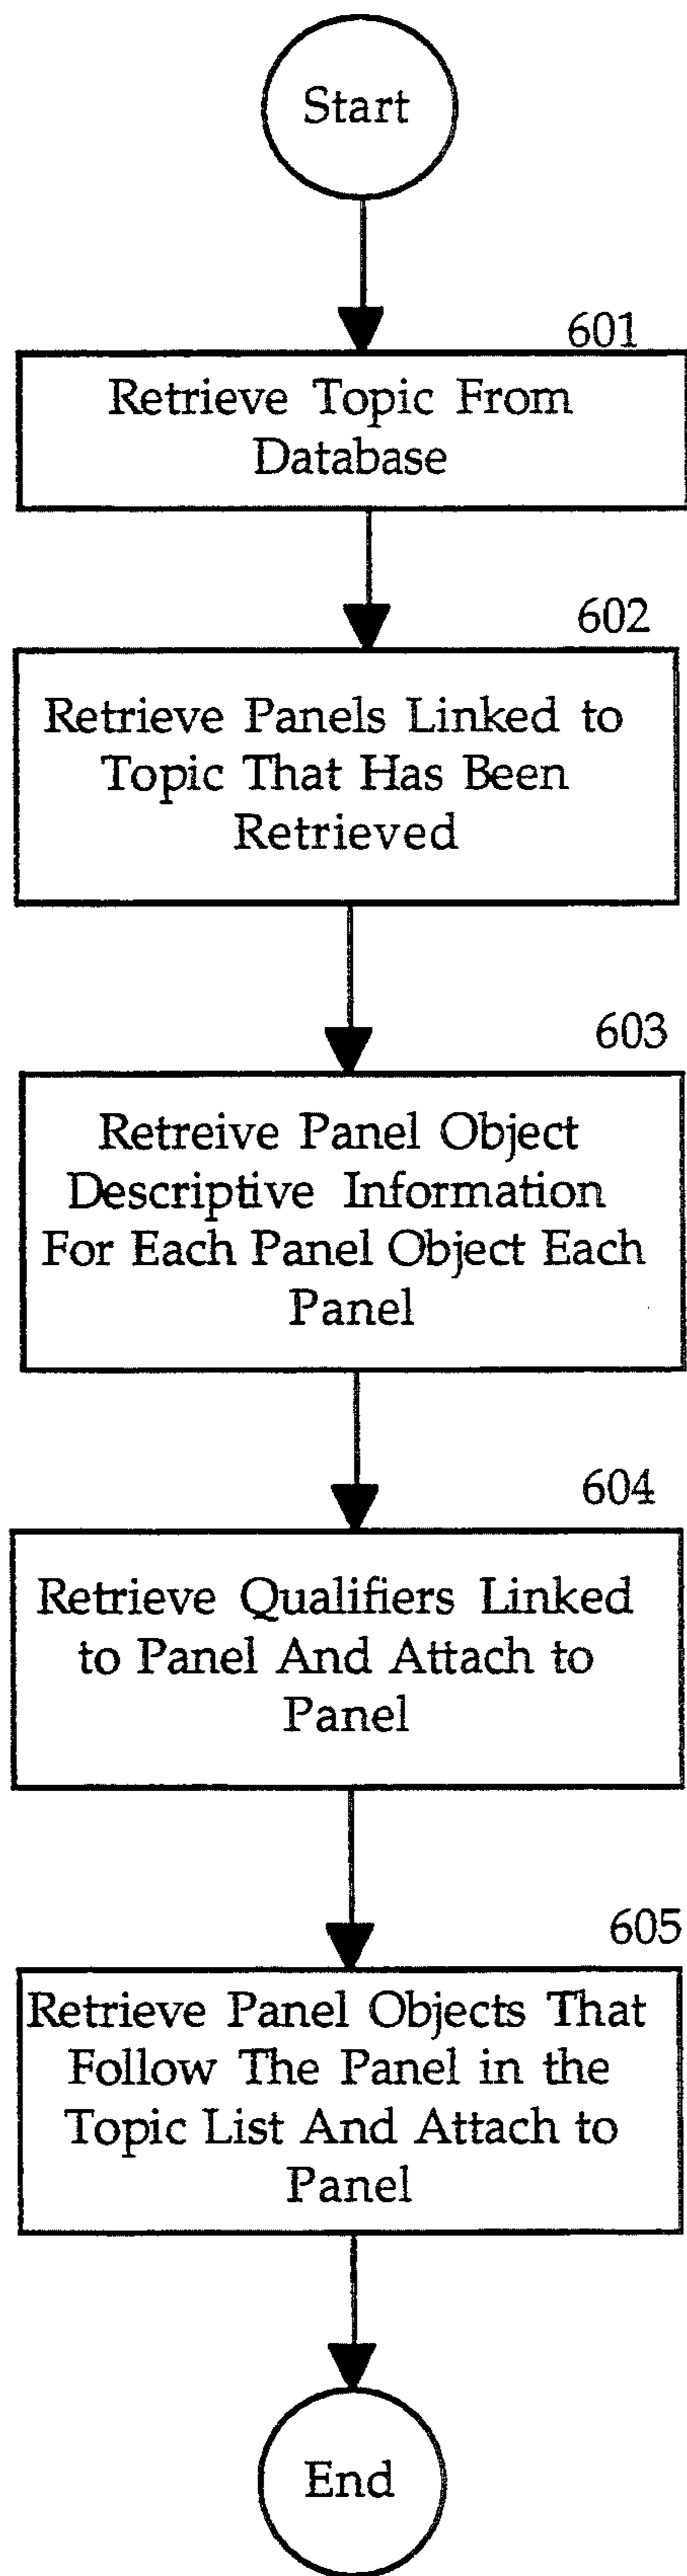 Start
601
Retrieve Topic From
Database
602
Retrieve Panels Linked to
Topic That Has Been
Retrieved
603
Retreive Panel Object
Descriptive Information
For Each Panel Object Each
Panel
604
Retrieve Qualifiers Linked
to Panel And Attach to
Panel
605
Retrieve Panel Objects That
Follow The Panel in the
Topic List And Attach to
Panel
End